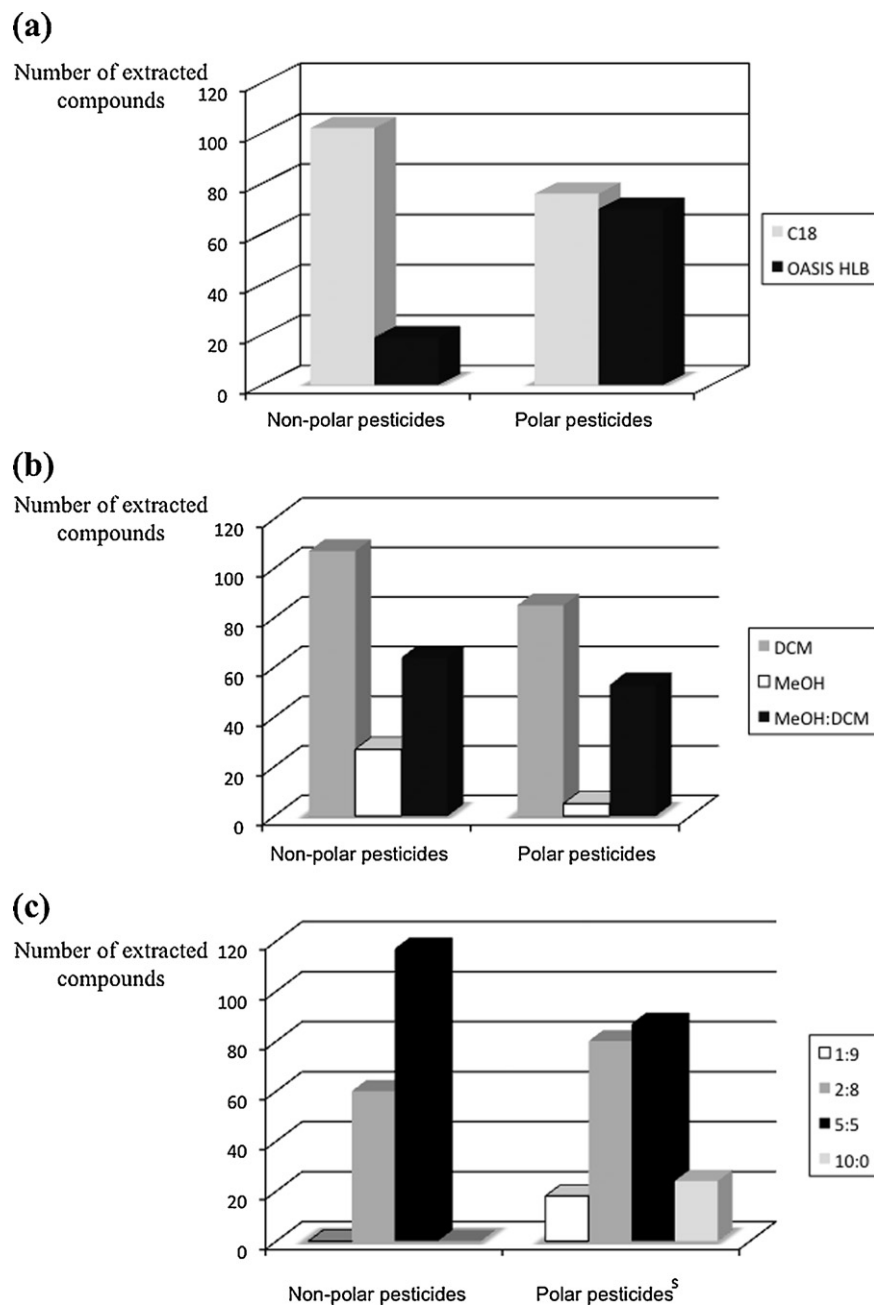 (a)
Number of extracted
compounds
120
100
80
60
40
20
0
Non-polar pesticides
Polar pesticides
C18
OASIS HLB
(b)
Number of extracted
compounds
120
100
80
60
40
20
0
Non-polar pesticides
Polar pesticides
DCM
MeOH
MeOH:DCM
(c)
Number of extracted
compounds
120
100
80
60
40
20
0
Non-polar pesticides
Polar pesticides s
1:9
2:8
5:5
10:0